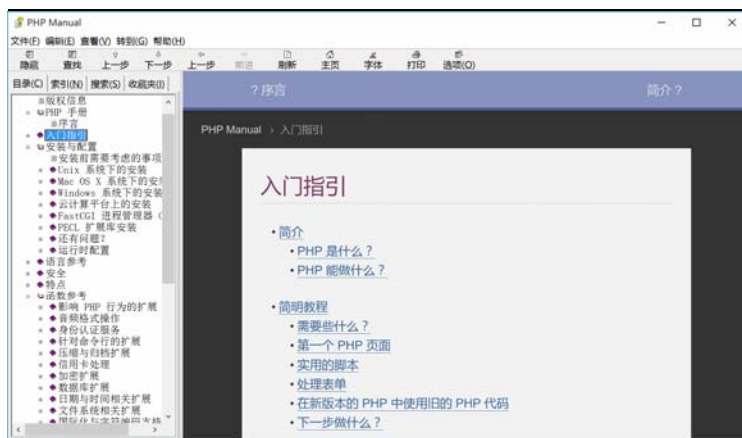 PHP Manual
文件(F) 编辑(E) 查看(V) 转到(G) 帮助(H)
隐藏 查找 上一步 下一步 上一步 前进 刷新 主页 字体 打印 选项(O)
目录(C) 索引(N) 搜索(S) 收藏夹(I)
版权信息
PHP 手册
序言
入门指引
安装与配置
安装前需要考虑的事项
Unix 系统下的安装
Mac OS X 系统下的安
Windows 系统下的安装
云计算平台上的安装
FastCGI 进程管理器 (
PECL 扩展库安装
还有问题?
运行时配置
语言参考
安全
特点
函数参考
影响 PHP 行为的扩展
音频格式操作
身份认证服务
针对命令行的扩展
压缩与归档扩展
信用卡处理
加密扩展
数据库扩展
日期与时间相关扩展
文件系统相关扩展
国际化与字符编码支持
? 序言
简介 ?
PHP Manual › 入门指引
入门指引
• 简介
• PHP 是什么？
• PHP 能做什么？
• 简明教程
• 需要些什么？
• 第一个 PHP 页面
• 实用的脚本
• 处理表单
• 在新版本的 PHP 中使用旧的 PHP 代码
• 下一步做什么？